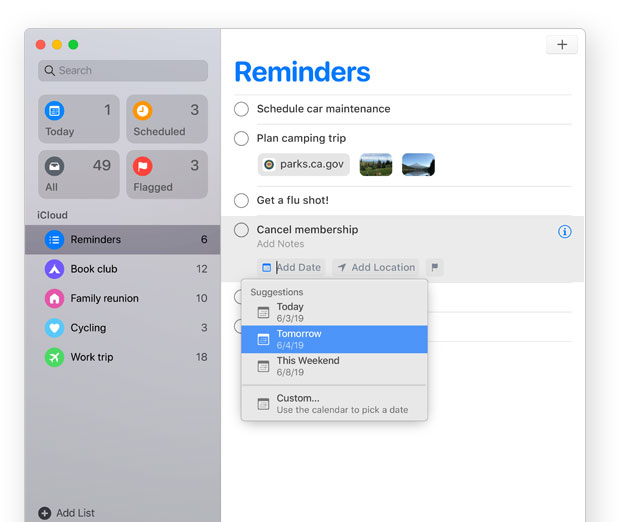 Search
1
Today
3
Scheduled
49
All
3
Flagged
iCloud
Reminders 6
Book club 12
Family reunion 10
Cycling 3
Work trip 18
Add List
+
Reminders
Schedule car maintenance
Plan camping trip
parks.ca.gov
Get a flu shot!
Cancel membership
Add Notes
Add Date Add Location
Suggestions
Today
6/3/19
Tomorrow
6/4/19
This Weekend
6/8/19
Custom...
Use the calendar to pick a date